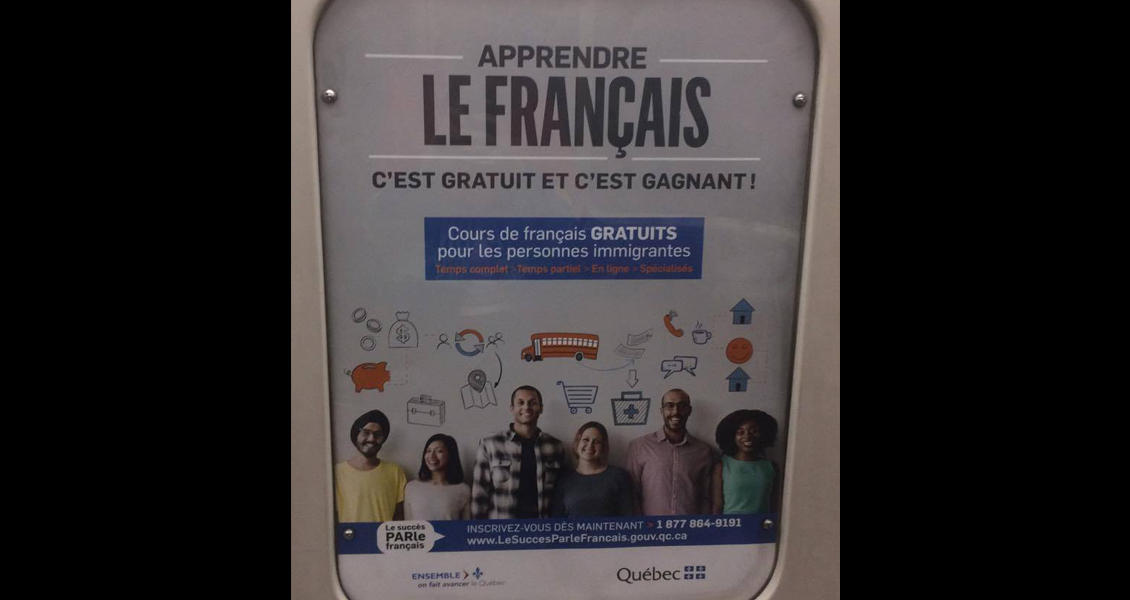 APPRENDRE
LE FRANÇAIS
C'EST GRATUIT ET C'EST GAGNANT!
Cours de français GRATUITS
pour les personnes immigrantes
Temps complet > Temps partiel > En ligne > Spécialisés
$
Le succès
PARle
français
INSCRIVEZ-VOUS DÈS MAINTENANT > 1 877 864-9191
www.LeSuccesParleFrancais.gouv.qc.ca
ENSEMBLE
on fait avancer le Québec
Québec